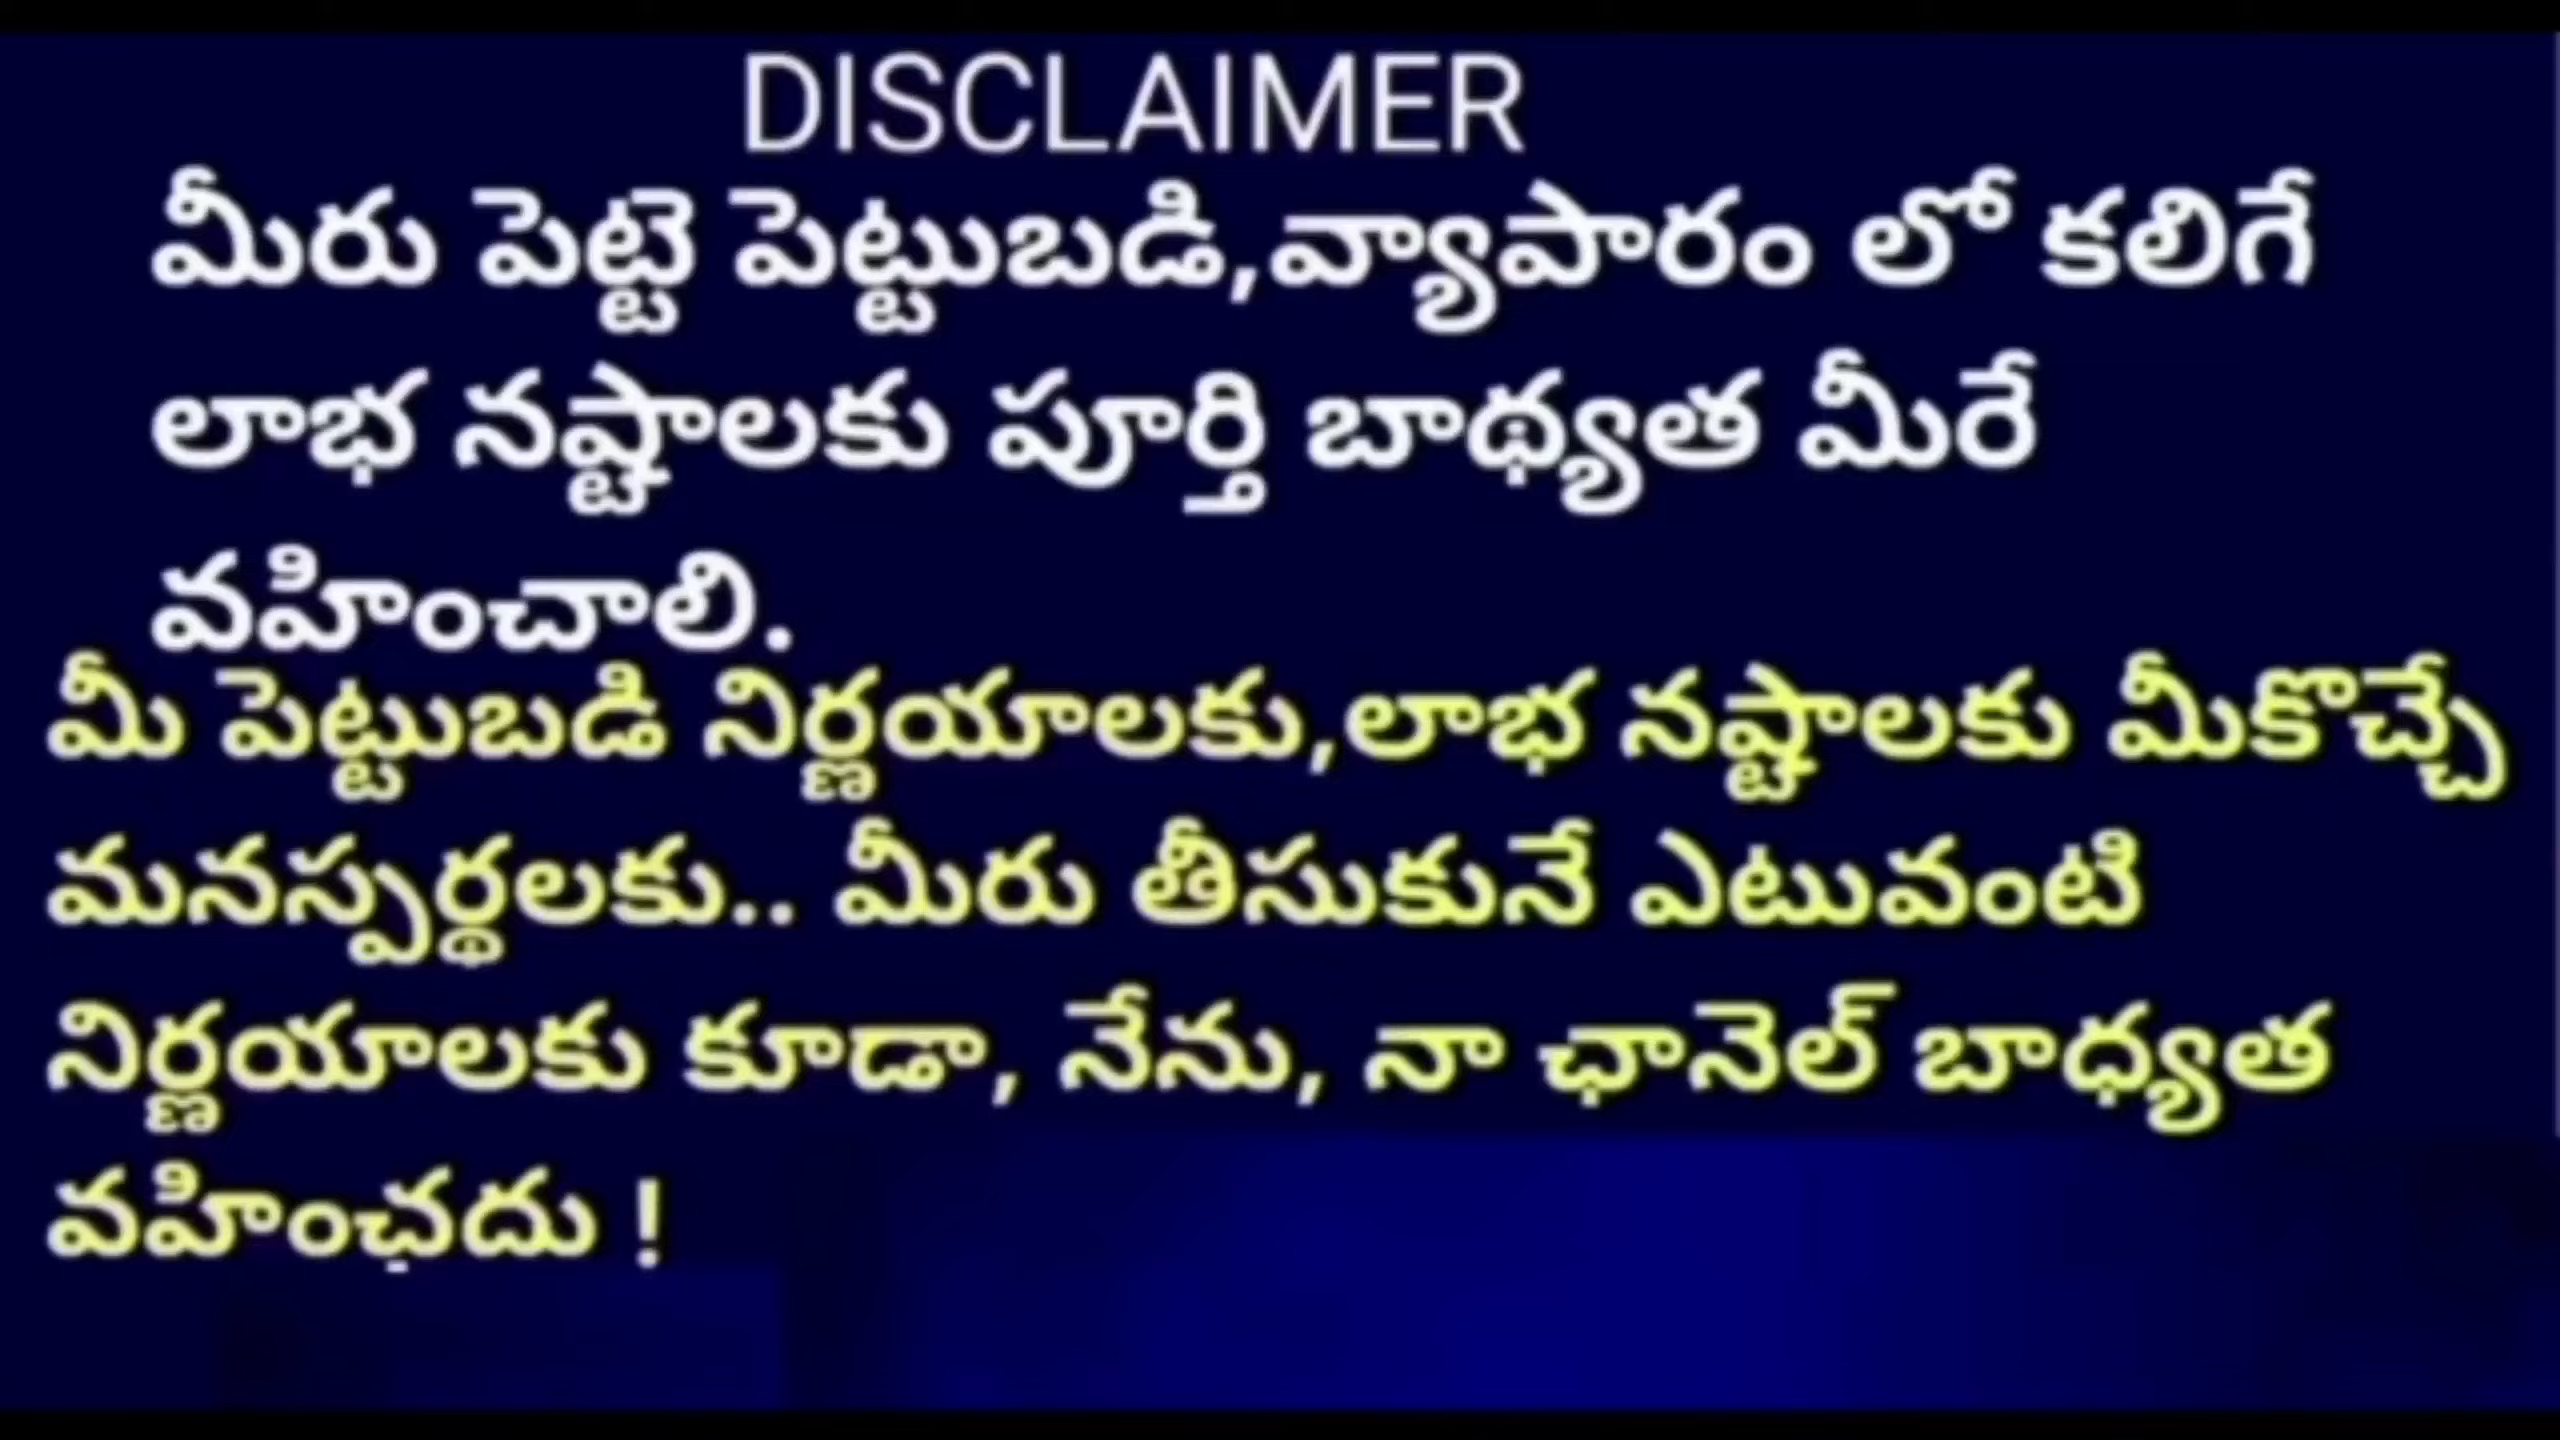 DISCLAIMER
మీరు పెట్టె పెట్టుబడి,వ్యాపారం లో కలిగే
లాభ నష్టాలకు పూర్తి బాథ్యత మీరే
వహించాలి.
మీ పెట్టుబడి నిర్ణయాలకు,లాభ నష్టాలకు మీకొచ్చే
మనస్పర్థలకు.. మీరు తీసుకునే ఎటువంటి
నిర్ణయాలకు కూడా, నేను, నా ఛానెల్ బాధ్యత
వహించదు !